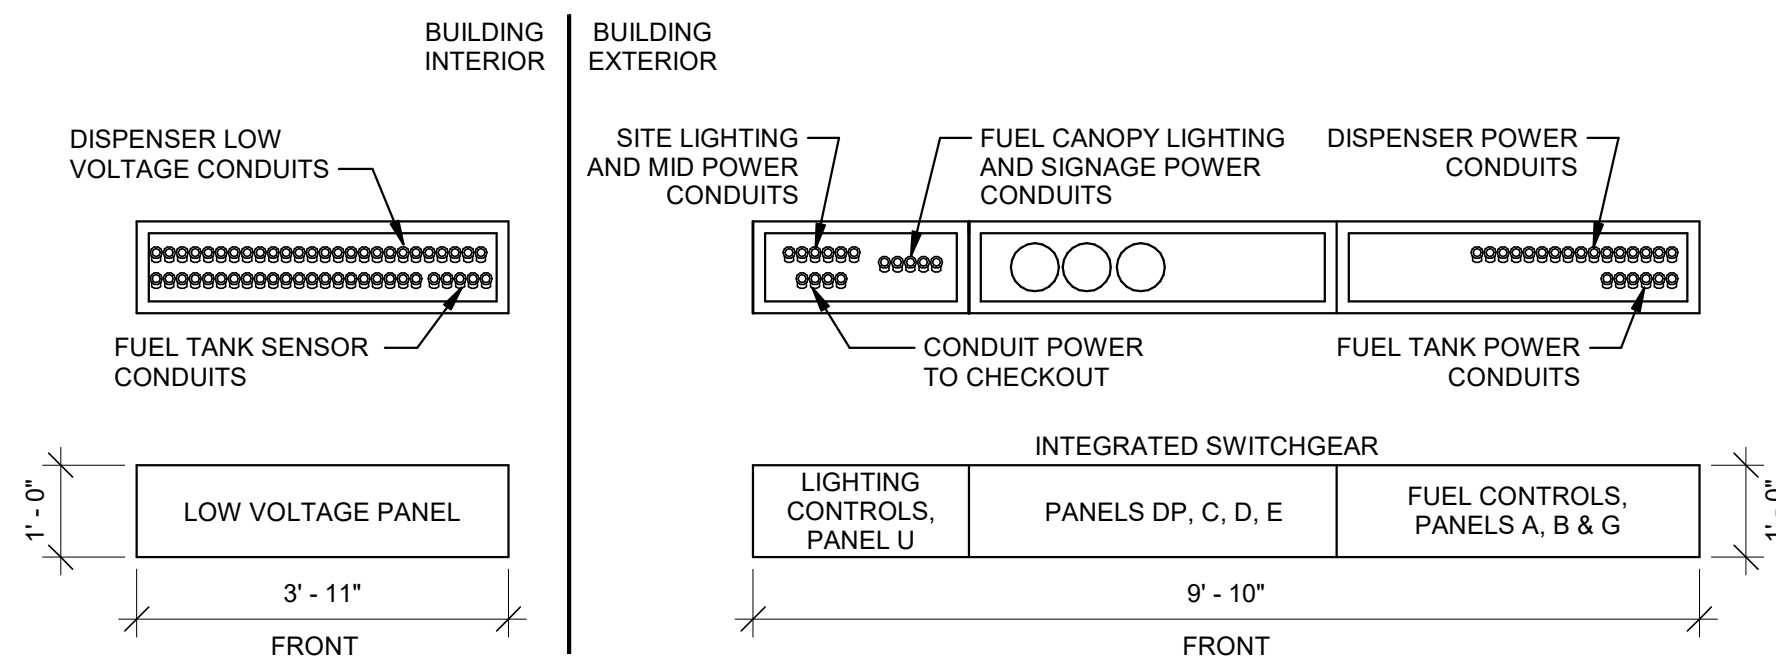 BUILDING
INTERIOR
BUILDING
EXTERIOR
DISPENSER LOW
VOLTAGE CONDUITS
SITE LIGHTING
AND MID POWER
CONDUITS
FUEL CANOPY LIGHTING
AND SIGNAGE POWER
CONDUITS
DISPENSER POWER
CONDUITS
FUEL TANK SENSOR
CONDUITS
CONDUIT POWER
TO CHECKOUT
FUEL TANK POWER
CONDUITS
INTEGRATED SWITCHGEAR
1' - 0"
LOW VOLTAGE PANEL
LIGHTING
CONTROLS,
PANEL U
PANELS DP, C, D, E
FUEL CONTROLS,
PANELS A, B & G
1' - 0"
3' - 11"
FRONT
9' - 10"
FRONT